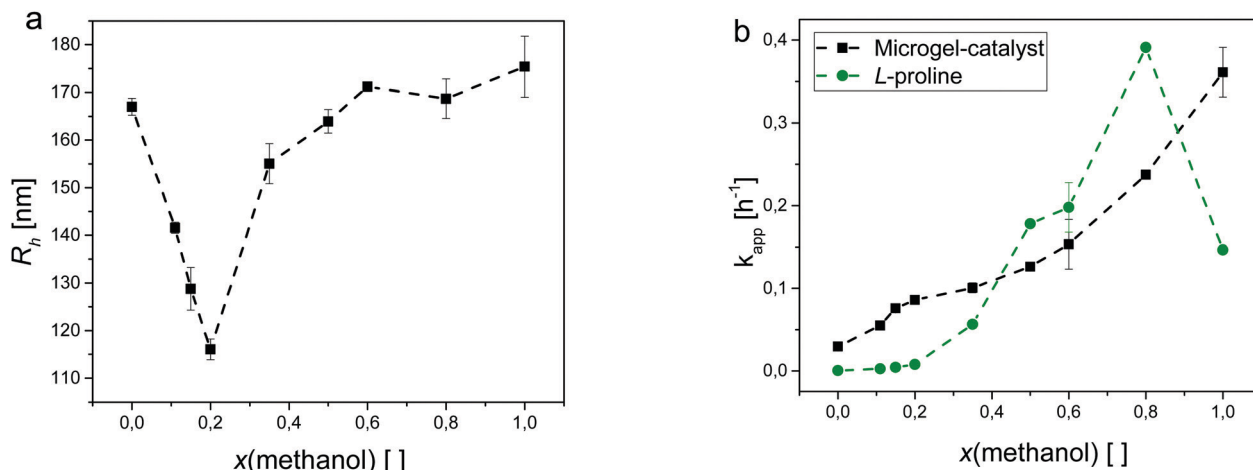 a
180
170
160
150
140
130
120
110
R_h [nm]
0,0 0,2 0,4 0,6 0,8 1,0
x(methanol) [ ]
b
Microgel-catalyst
L-proline
0,4
0,3
0,2
0,1
0,0
k_app [h⁻¹]
0,0 0,2 0,4 0,6 0,8 1,0
x(methanol) [ ]